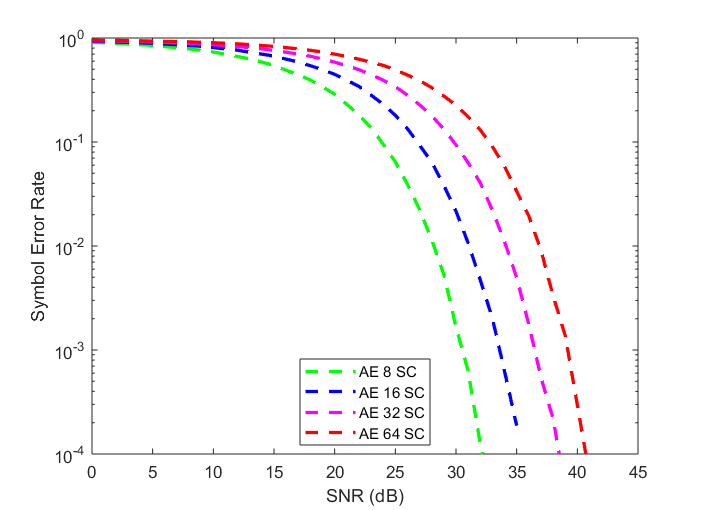 10^0
10^-1
10^-2
10^-3
10^-4
Symbol Error Rate
AE 8 SC
AE 16 SC
AE 32 SC
AE 64 SC
0 5 10 15 20 25 30 35 40 45
SNR (dB)